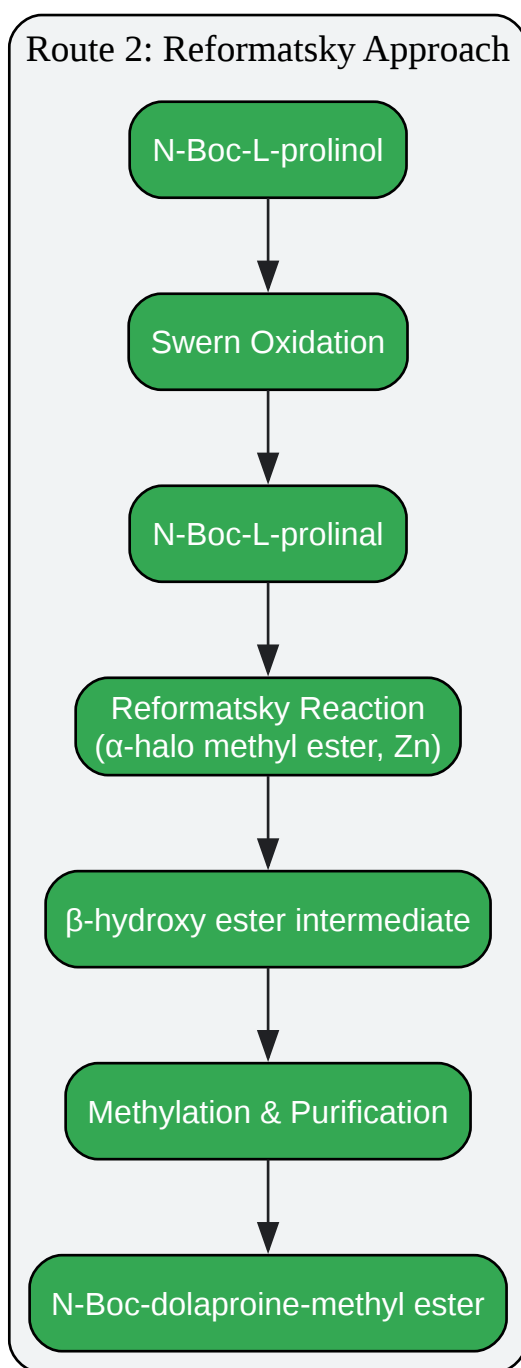 Route 2: Reformatsky Approach
N-Boc-L-prolinol
Swern Oxidation
N-Boc-L-prolinal
Reformatsky Reaction
(α-halo methyl ester, Zn)
β-hydroxy ester intermediate
Methylation & Purification
N-Boc-dolaproine-methyl ester